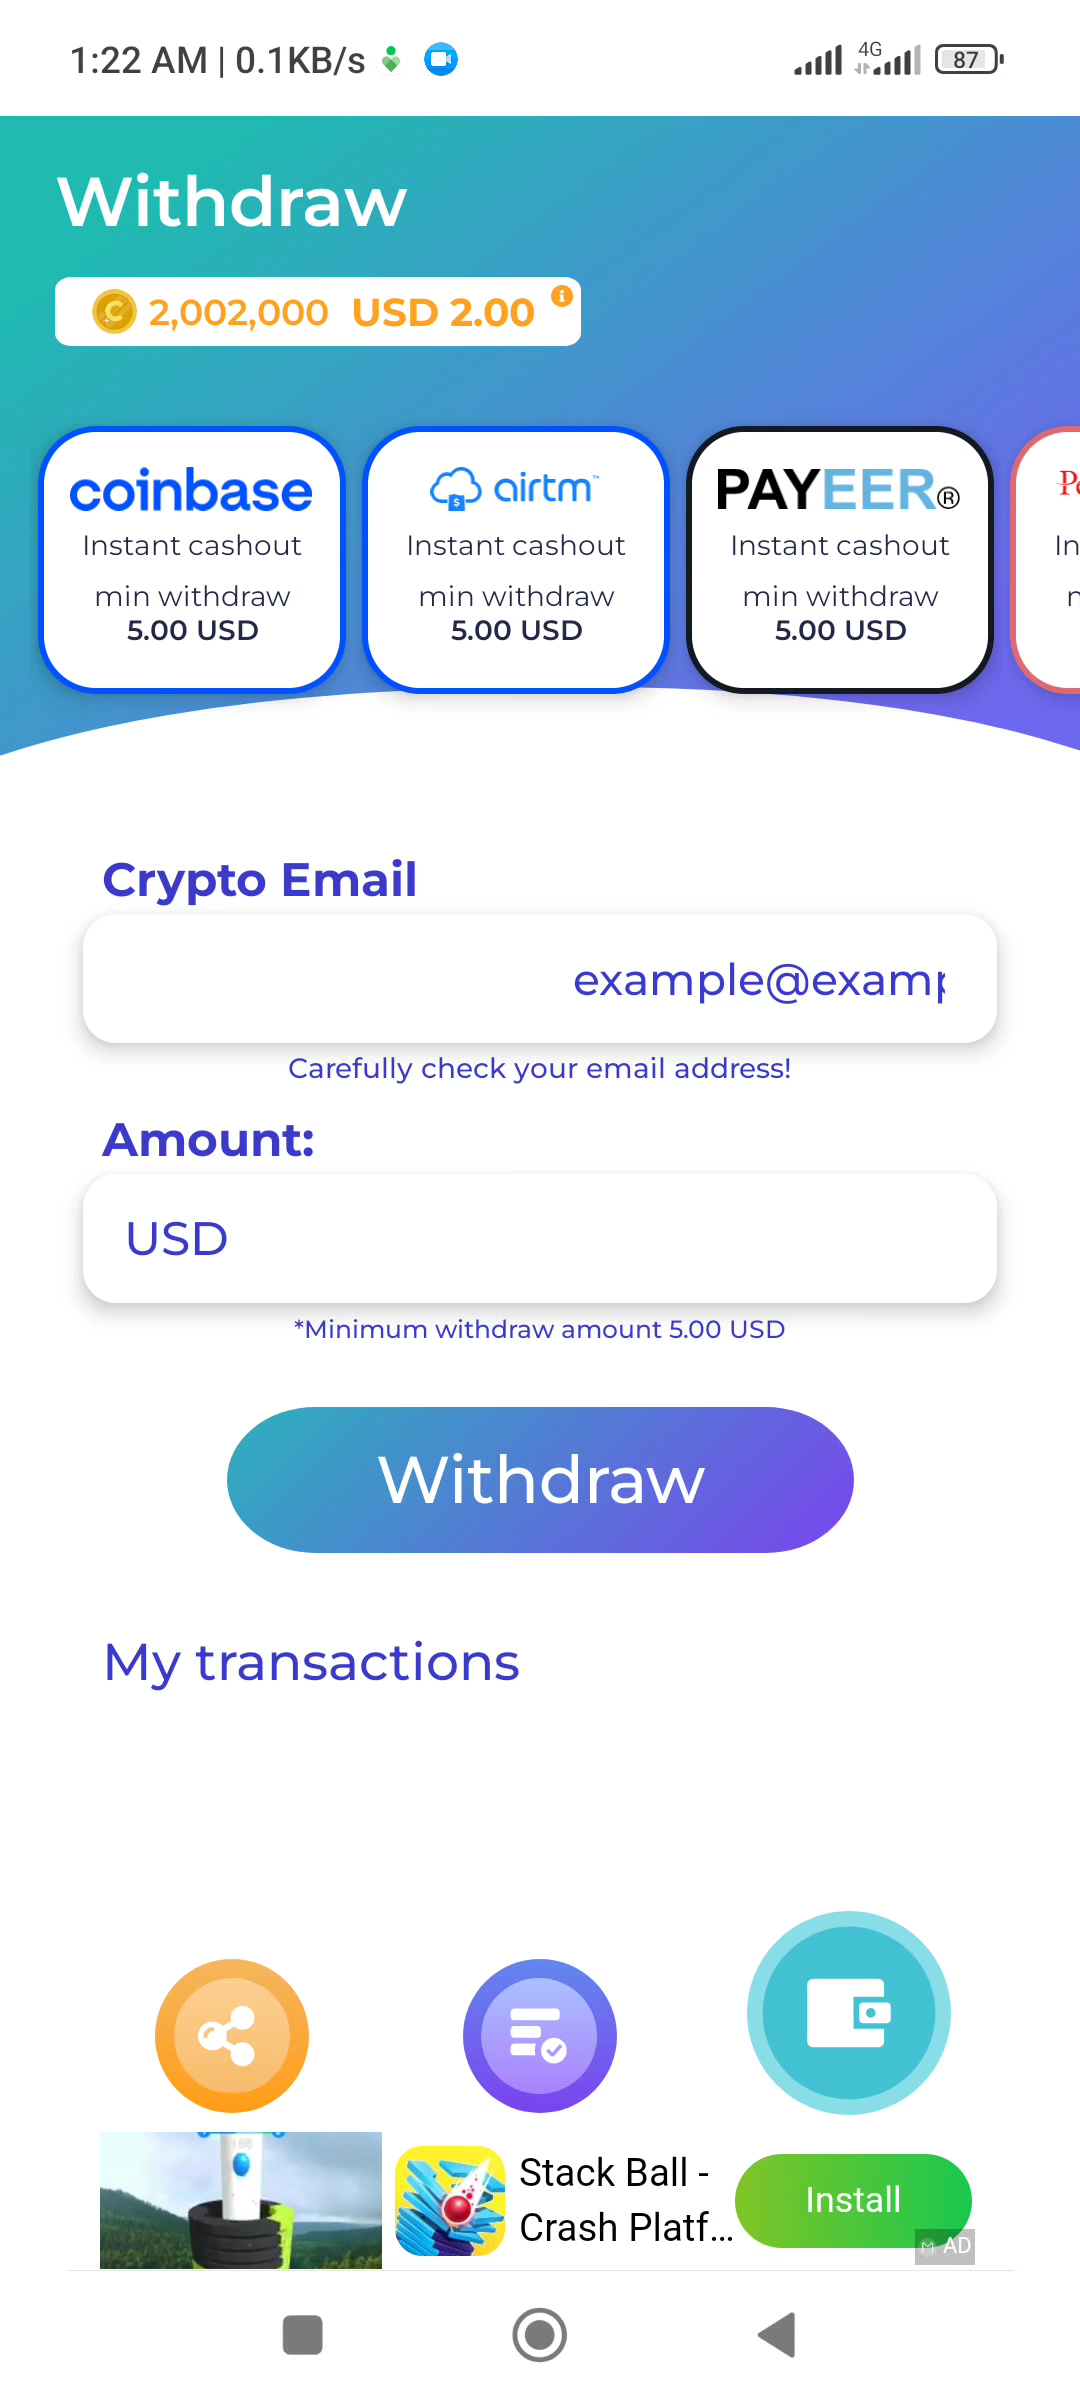 1:22 AM | 0.1KB/s
4G
87
Withdraw
2,002,000 USD 2.00
coinbase
Instant cashout
min withdraw
5.00 USD
airtm™
Instant cashout
min withdraw
5.00 USD
PAYEER®
Instant cashout
min withdraw
5.00 USD
Crypto Email
example@examp
Carefully check your email address!
Amount:
USD
*Minimum withdraw amount 5.00 USD
Withdraw
My transactions
Stack Ball -
Crash Platf...
Install
AD